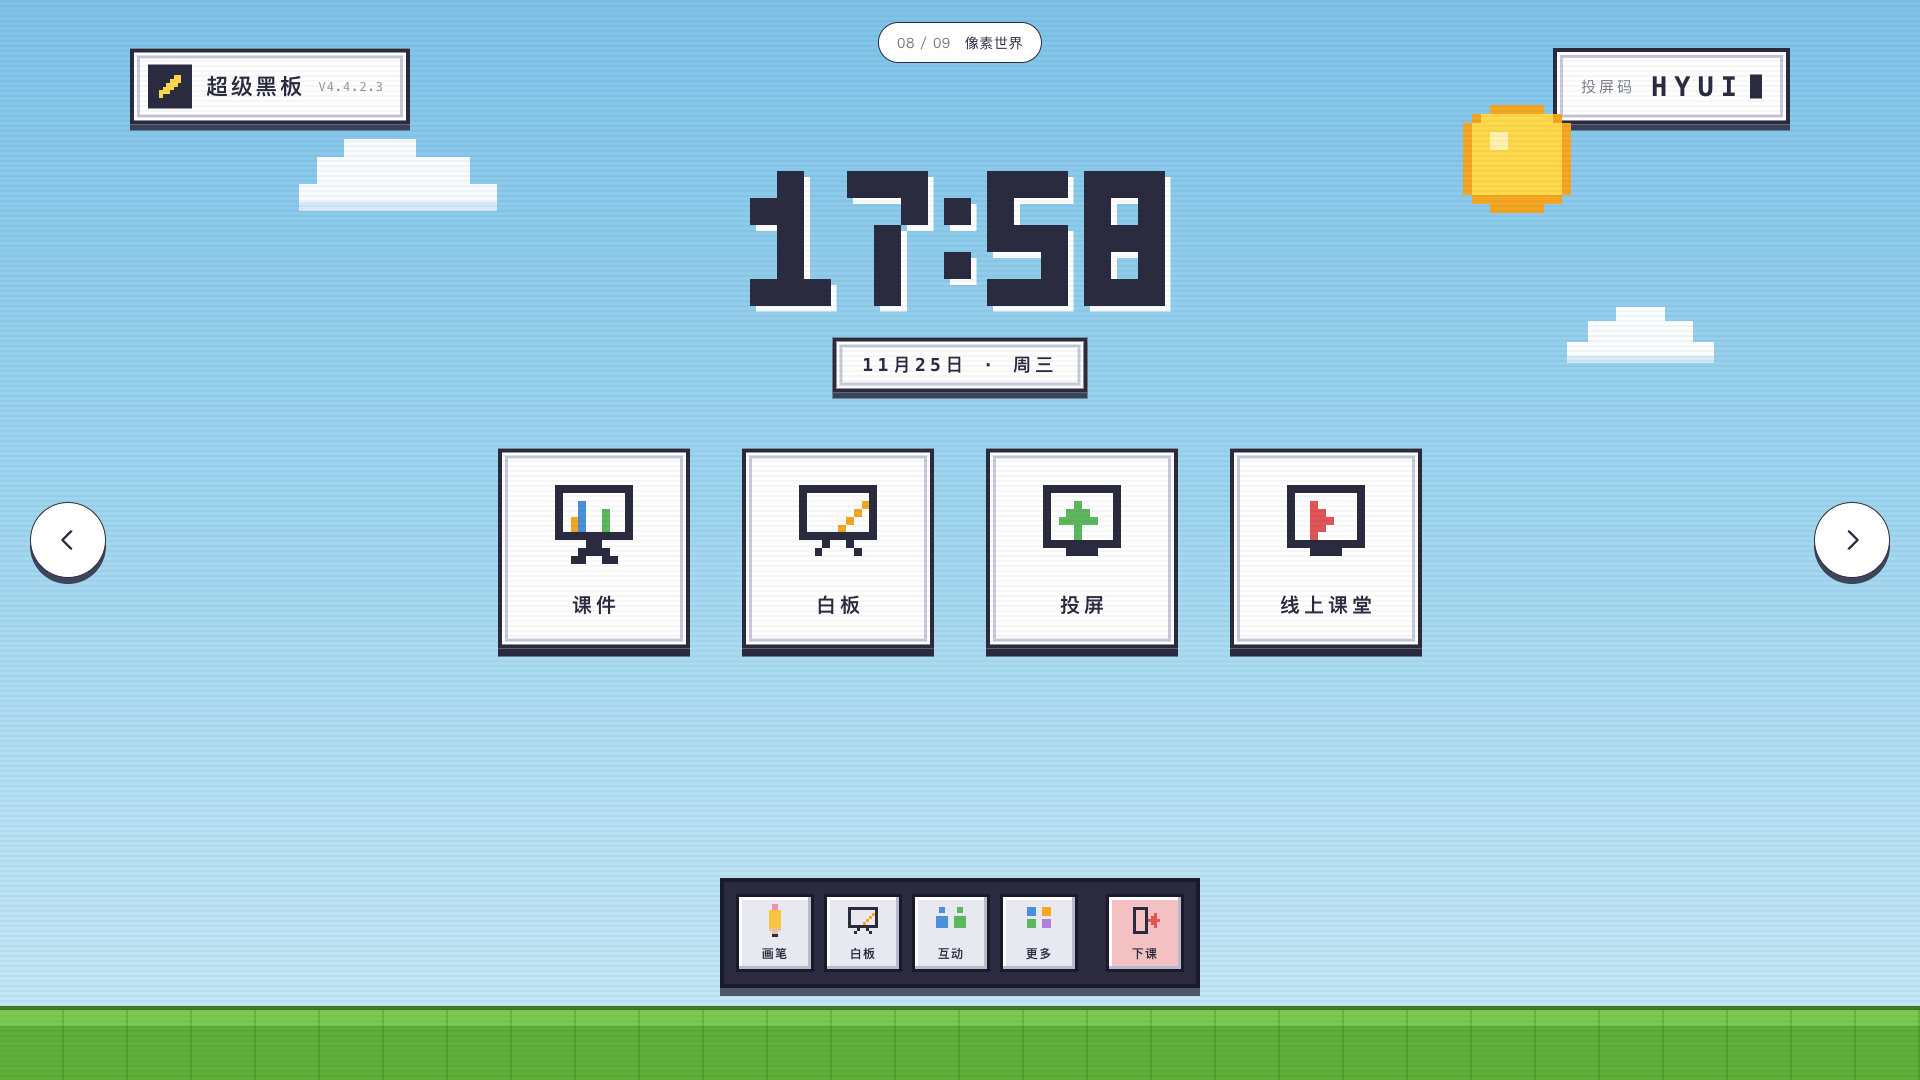 08 / 09 像素世界
超级黑板 V4.4.2.3
投屏码 HYUI
17:58
11月25日 · 周三
课件
白板
投屏
线上课堂
画笔
白板
互动
更多
下课